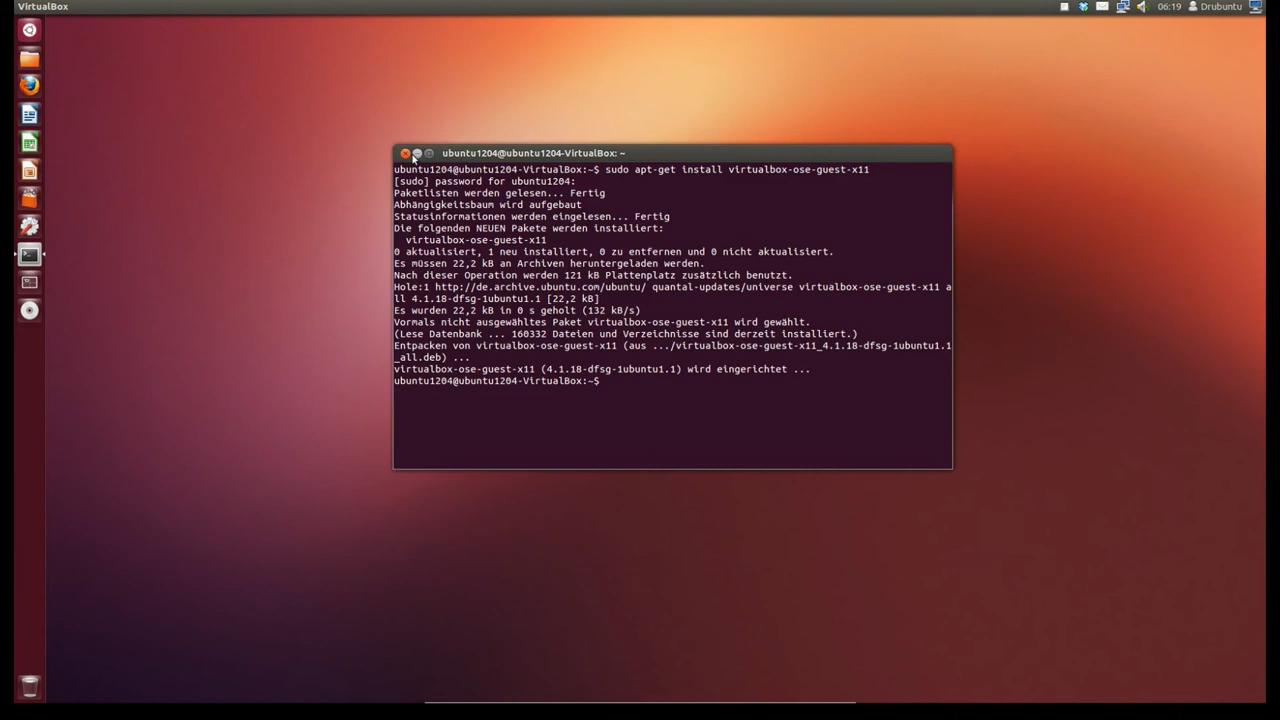 VirtualBox
06:19 Drubuntu
ubuntu1204@ubuntu1204-VirtualBox: ~
ubuntu1204@ubuntu1204-VirtualBox:~$ sudo apt-get install virtualbox-ose-guest-x11
[sudo] password for ubuntu1204:
Paketlisten werden gelesen... Fertig
Abhängigkeitsbaum wird aufgebaut
Statusinformationen werden eingelesen... Fertig
Die folgenden NEUEN Pakete werden installiert:
virtualbox-ose-guest-x11
0 aktualisiert, 1 neu installiert, 0 zu entfernen und 0 nicht aktualisiert.
Es müssen 22,2 kB an Archiven heruntergeladen werden.
Nach dieser Operation werden 121 kB Plattenplatz zusätzlich benutzt.
Hole:1 http://de.archive.ubuntu.com/ubuntu/ quantal-updates/universe virtualbox-ose-guest-x11 a
ll 4.1.18-dfsg-1ubuntu1.1 [22,2 kB]
Es wurden 22,2 kB in 0 s geholt (132 kB/s)
Vormals nicht ausgewähltes Paket virtualbox-ose-guest-x11 wird gewählt.
(Lese Datenbank ... 160332 Dateien und Verzeichnisse sind derzeit installiert.)
Entpacken von virtualbox-ose-guest-x11 (aus .../virtualbox-ose-guest-x11_4.1.18-dfsg-1ubuntu1.1
_all.deb) ...
virtualbox-ose-guest-x11 (4.1.18-dfsg-1ubuntu1.1) wird eingerichtet ...
ubuntu1204@ubuntu1204-VirtualBox:~$